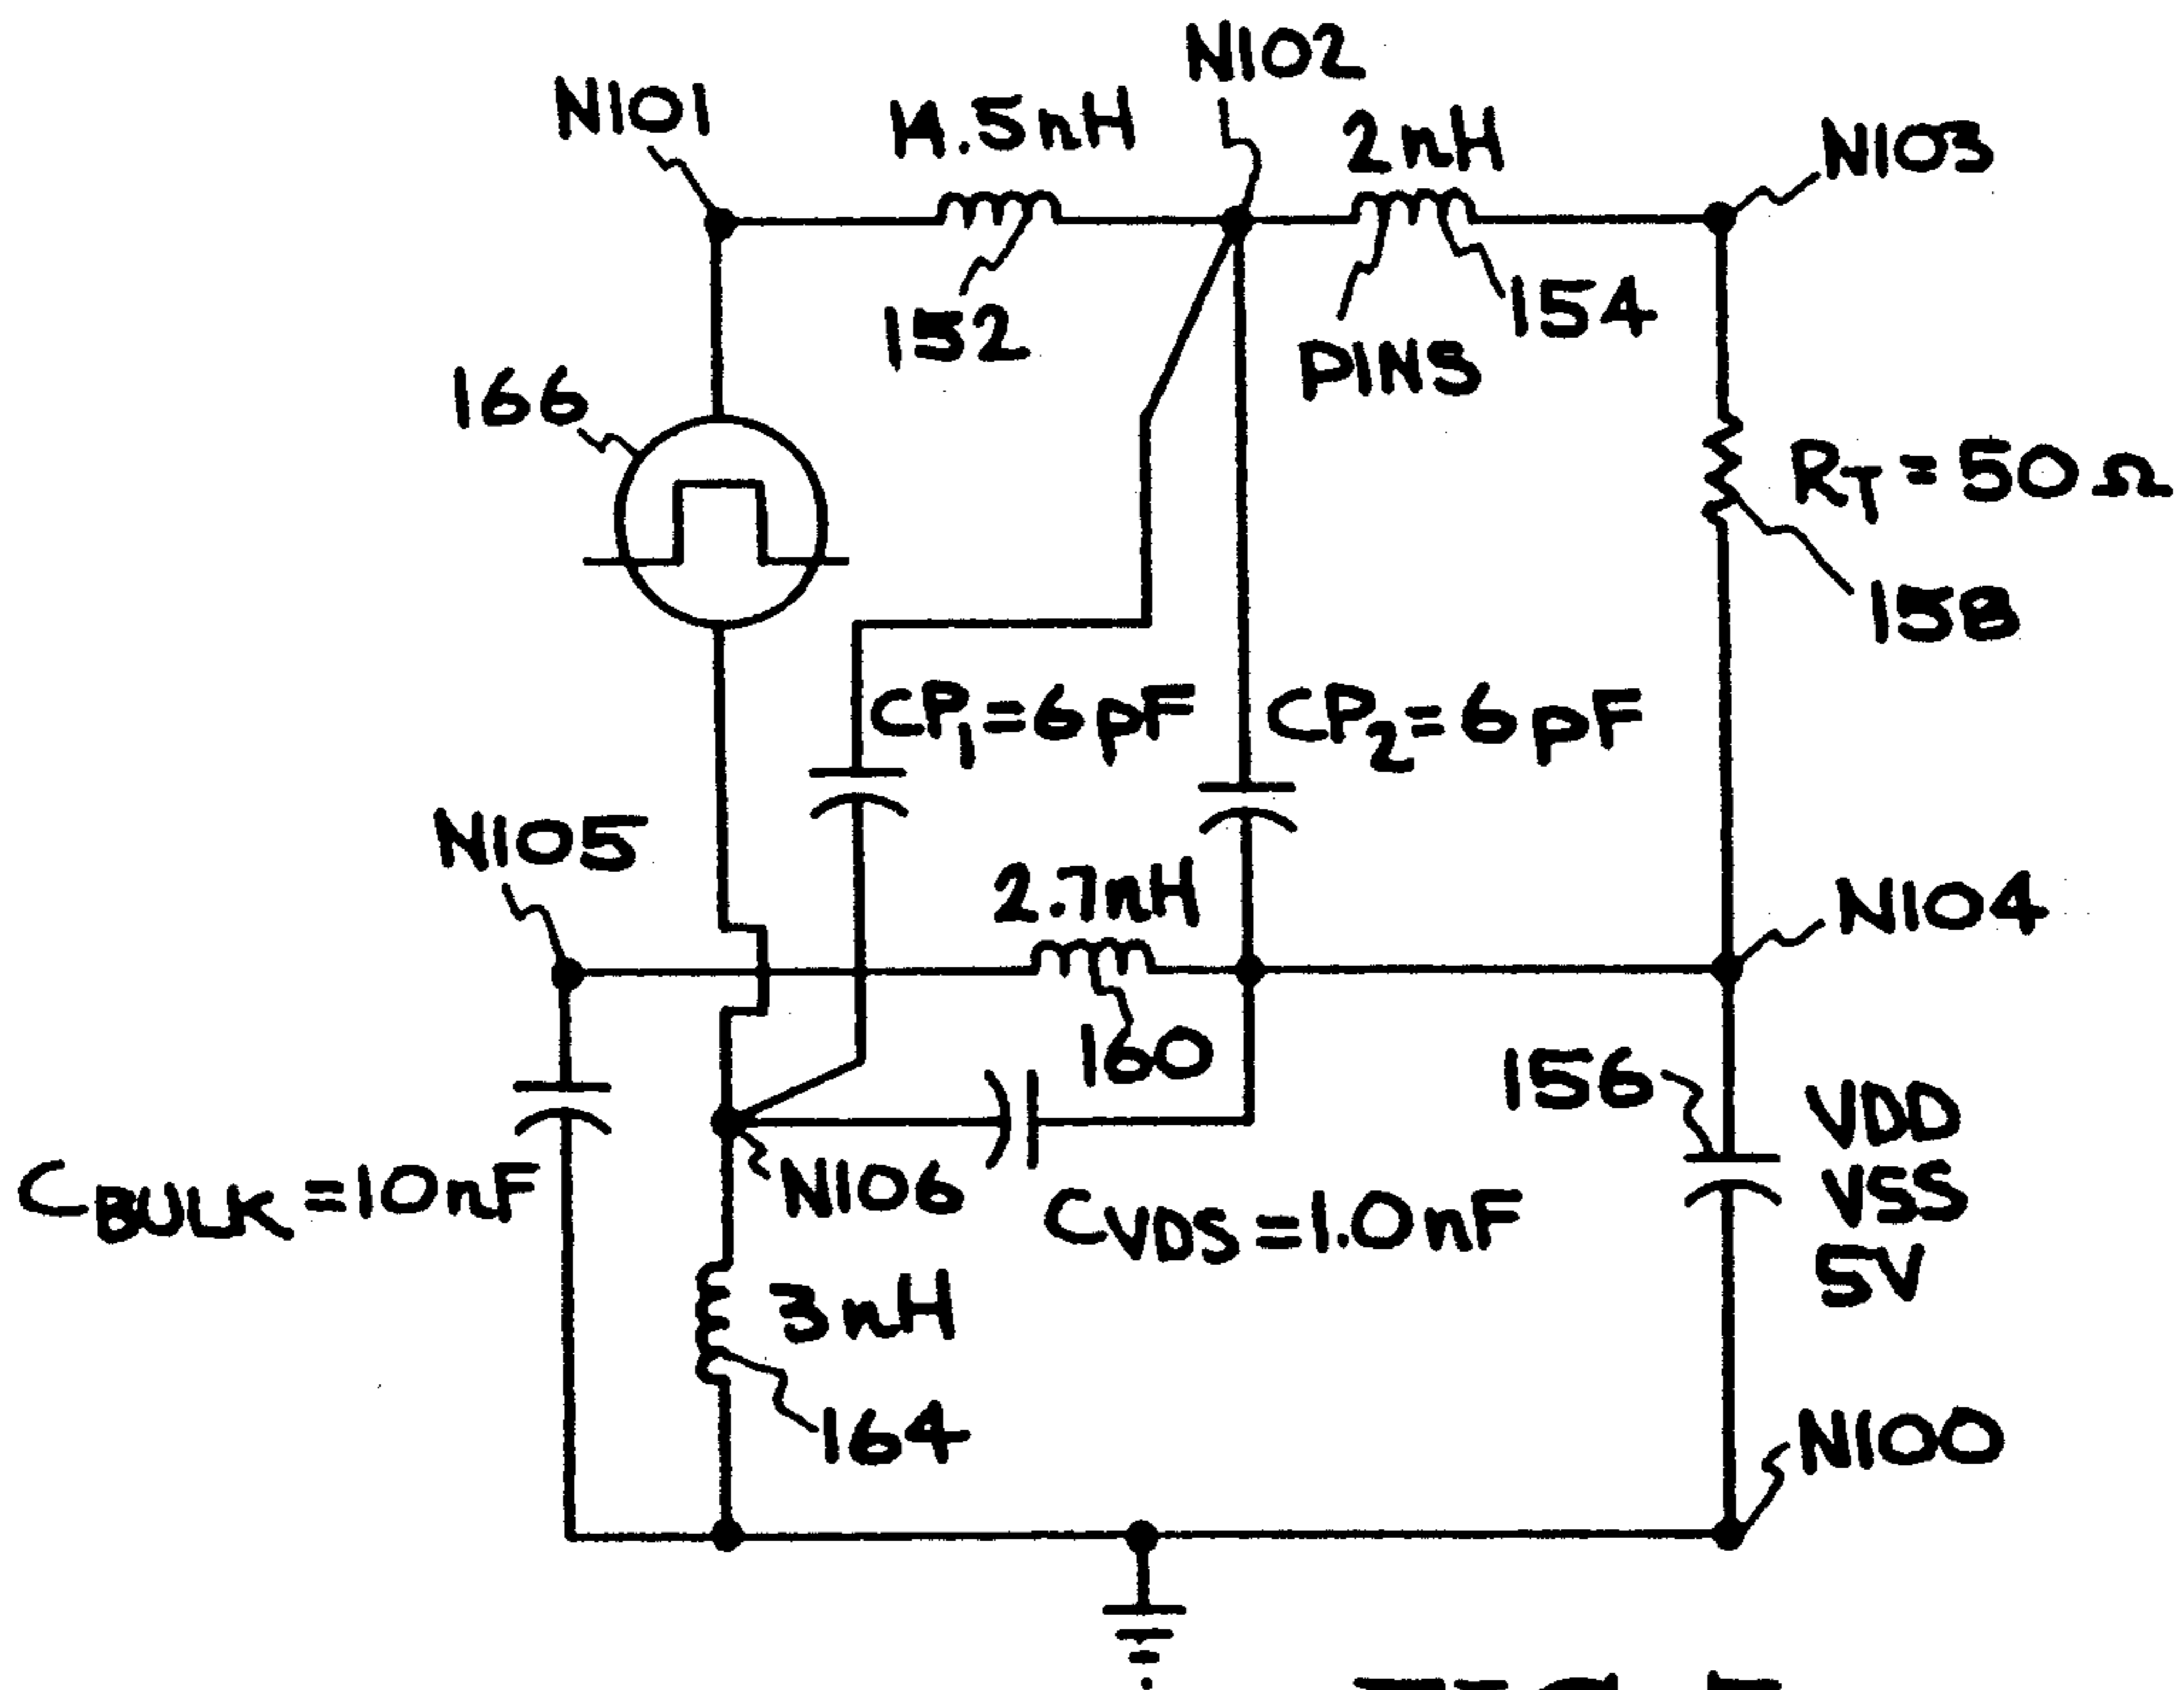 N102
N101
4.5nH
2nH
N103
152
154
PINS
166
RT=50Ω
158
CP1=6pF
CP2=6pF
N105
2.7nH
N104
160
156
VDD
VSS
5V
CBULK=10nF
N106
CVDS=1.0nF
3nH
164
N100